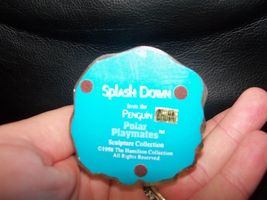 Splash Down
from the
PENGUIN
Polar
Playmates™
Sculpture Collection
©1998 The Hamilton Collection
All Rights Reserved